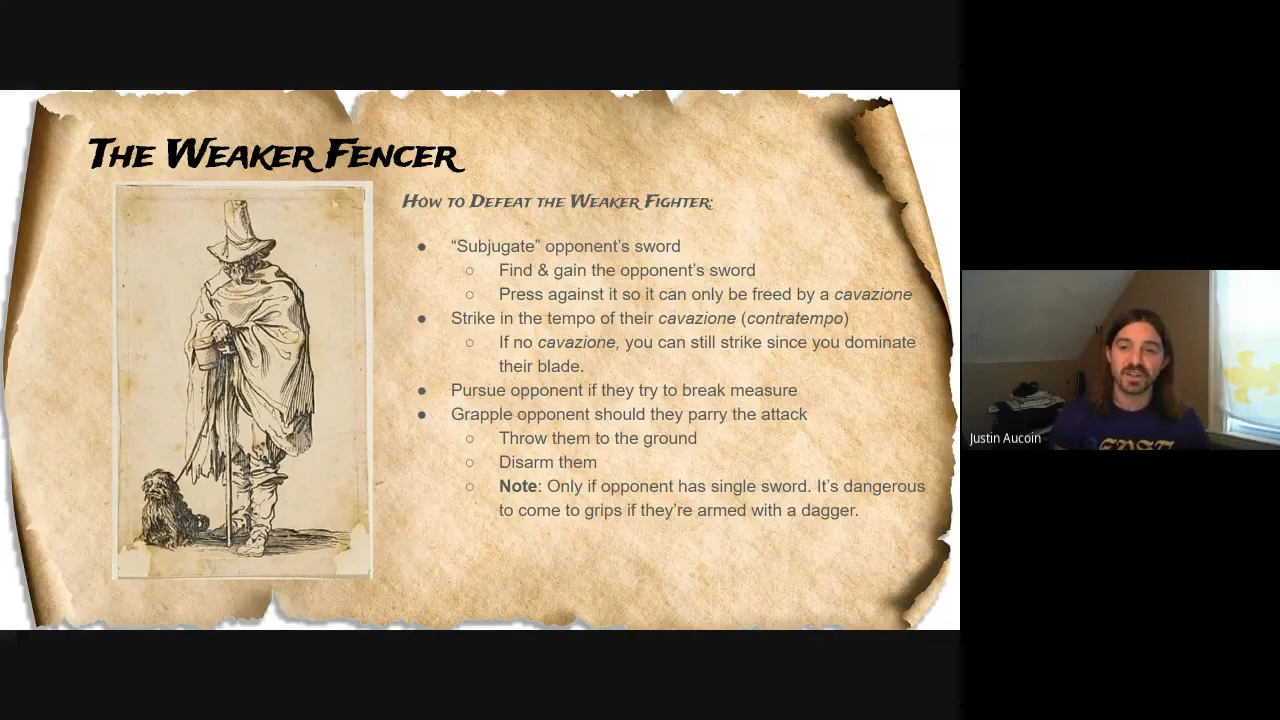 The Weaker Fencer
How to Defeat the Weaker Fighter:
● “Subjugate” opponent’s sword
○ Find & gain the opponent’s sword
○ Press against it so it can only be freed by a cavazione
● Strike in the tempo of their cavazione (contratempo)
○ If no cavazione, you can still strike since you dominate
their blade.
● Pursue opponent if they try to break measure
● Grapple opponent should they parry the attack
○ Throw them to the ground
○ Disarm them
○ Note: Only if opponent has single sword. It’s dangerous
to come to grips if they’re armed with a dagger.
Justin Aucoin